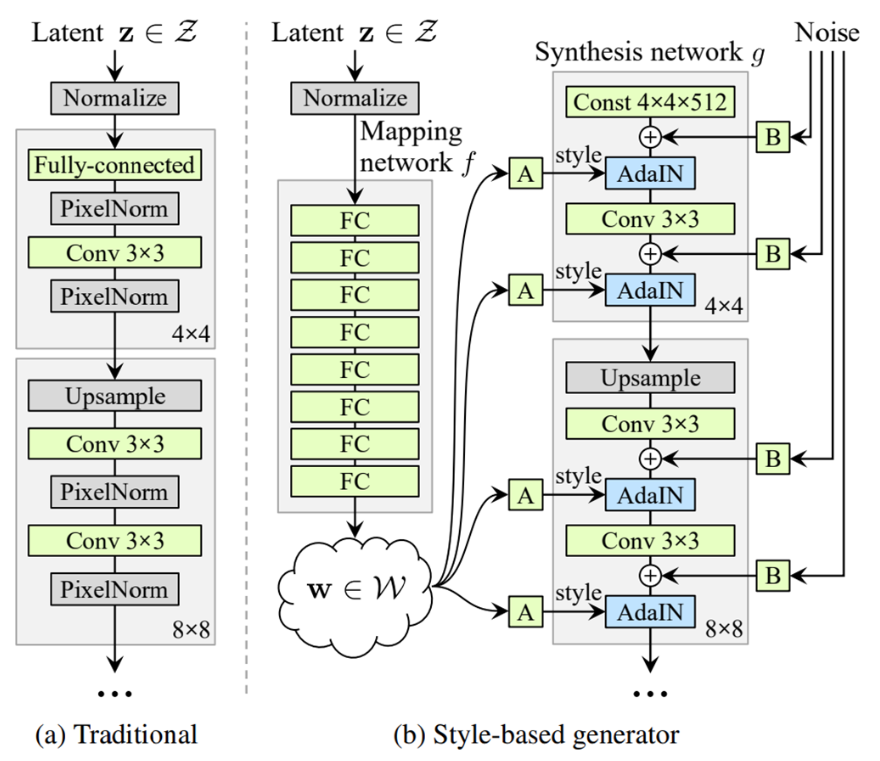 Latent z ∈ Z
Normalize
Fully-connected
PixelNorm
Conv 3×3
PixelNorm
4×4
Upsample
Conv 3×3
PixelNorm
Conv 3×3
PixelNorm
8×8
...
(a) Traditional
Latent z ∈ Z
Normalize
Mapping
network f
FC
FC
FC
FC
FC
FC
FC
FC
w ∈ W
A
style
A
style
A
style
A
style
Synthesis network g
Const 4×4×512
+
AdaIN
Conv 3×3
+
AdaIN
4×4
Upsample
Conv 3×3
+
AdaIN
Conv 3×3
+
AdaIN
8×8
...
Noise
B
B
B
B
(b) Style-based generator